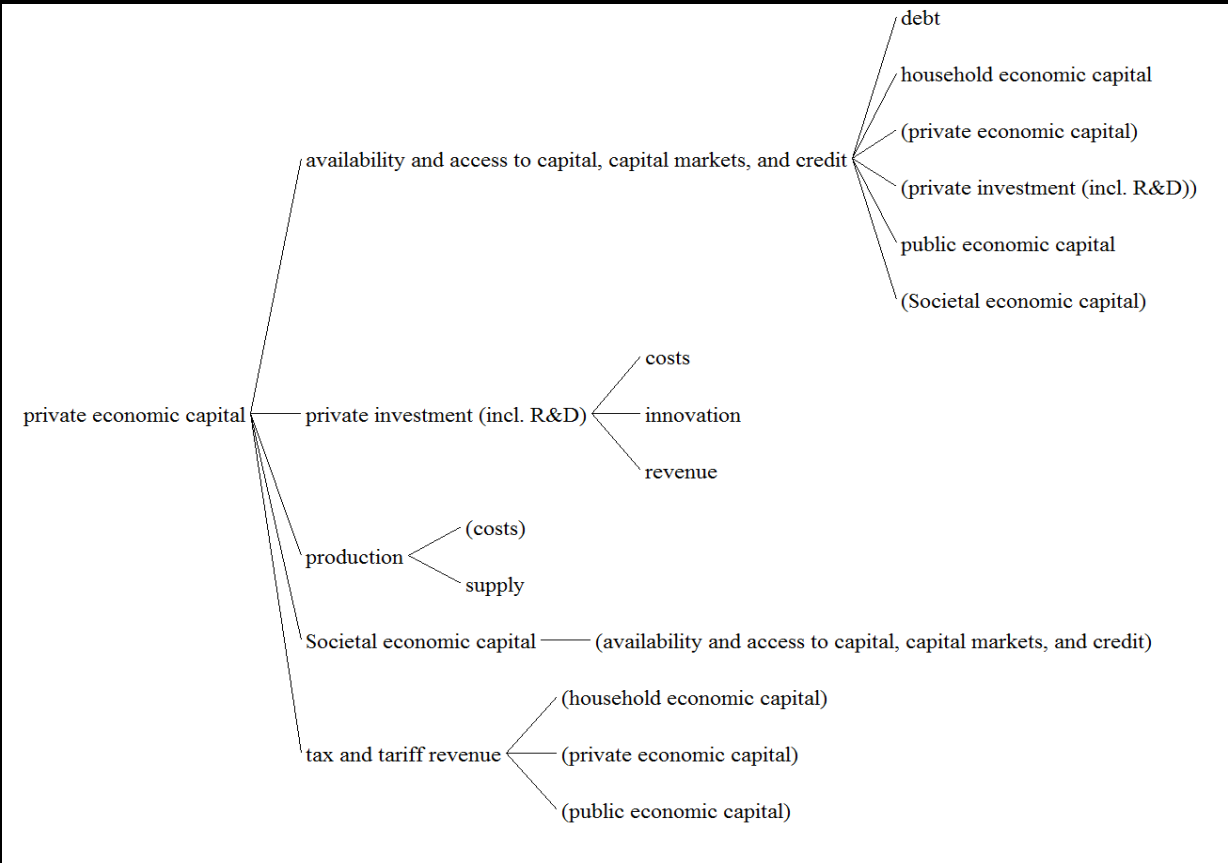 debt
household economic capital
(private economic capital)
availability and access to capital, capital markets, and credit
(private investment (incl. R&D))
public economic capital
(Societal economic capital)
costs
private economic capital
private investment (incl. R&D)
innovation
revenue
(costs)
production
supply
Societal economic capital
(availability and access to capital, capital markets, and credit)
(household economic capital)
tax and tariff revenue
(private economic capital)
(public economic capital)